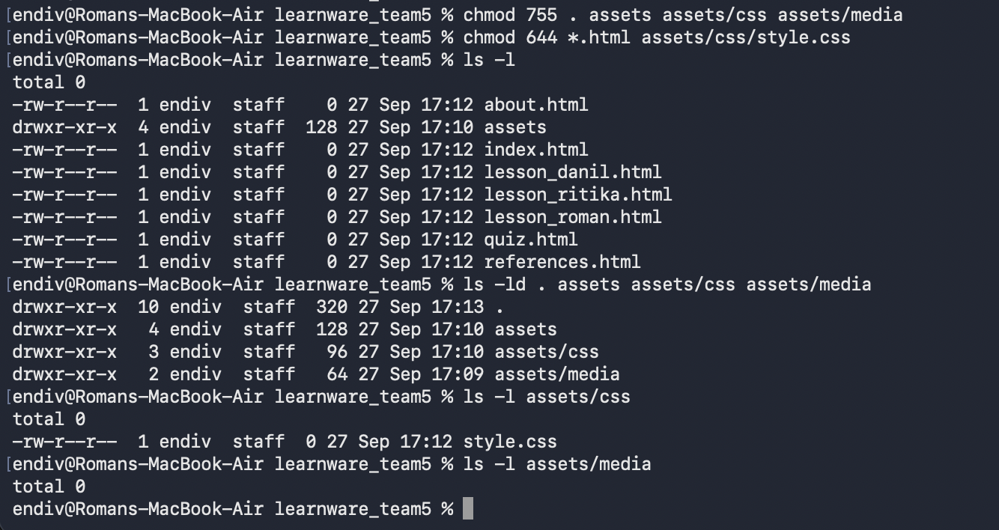 [endiv@Romans-MacBook-Air learnware_team5 % chmod 755 . assets assets/css assets/media
[endiv@Romans-MacBook-Air learnware_team5 % chmod 644 *.html assets/css/style.css
[endiv@Romans-MacBook-Air learnware_team5 % ls -l
total 0
-rw-r--r--  1 endiv  staff    0 27 Sep 17:12 about.html
drwxr-xr-x  4 endiv  staff  128 27 Sep 17:10 assets
-rw-r--r--  1 endiv  staff    0 27 Sep 17:12 index.html
-rw-r--r--  1 endiv  staff    0 27 Sep 17:12 lesson_danil.html
-rw-r--r--  1 endiv  staff    0 27 Sep 17:12 lesson_ritika.html
-rw-r--r--  1 endiv  staff    0 27 Sep 17:12 lesson_roman.html
-rw-r--r--  1 endiv  staff    0 27 Sep 17:12 quiz.html
-rw-r--r--  1 endiv  staff    0 27 Sep 17:12 references.html
[endiv@Romans-MacBook-Air learnware_team5 % ls -ld . assets assets/css assets/media
drwxr-xr-x  10 endiv  staff  320 27 Sep 17:13 .
drwxr-xr-x   4 endiv  staff  128 27 Sep 17:10 assets
drwxr-xr-x   3 endiv  staff   96 27 Sep 17:10 assets/css
drwxr-xr-x   2 endiv  staff   64 27 Sep 17:09 assets/media
[endiv@Romans-MacBook-Air learnware_team5 % ls -l assets/css
total 0
-rw-r--r--  1 endiv  staff  0 27 Sep 17:12 style.css
[endiv@Romans-MacBook-Air learnware_team5 % ls -l assets/media
total 0
endiv@Romans-MacBook-Air learnware_team5 %